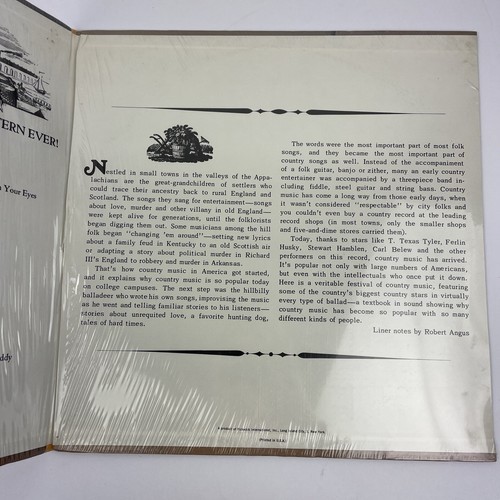 TERN EVER!
n Your Eyes
ddy
Nestled in small towns in the valleys of the Appa-
lachians are the great-grandchildren of settlers who
could trace their ancestry back to rural England and
Scotland. The songs they sang for entertainment—songs
about love, murder and other villany in old England—
were kept alive for generations, until the folklorists
began digging them out. Some musicians among the hill
folk began "changing 'em around"—setting new lyrics
about a family feud in Kentucky to an old Scottish air
or adapting a story about political murder in Richard
III's England to robbery and murder in Arkansas.
That's how country music in America got started,
and it explains why country music is so popular today
on college campuses. The next step was the hillbilly
balladeer who wrote his own songs, improvising the music
as he went and telling familiar stories to his listeners—
stories about unrequited love, a favorite hunting dog,
tales of hard times.
The words were the most important part of most folk
songs, and they became the most important part of
country songs as well. Instead of the accompaniment
of a folk guitar, banjo or zither, many an early country
entertainer was accompanied by a threepiece band in-
cluding fiddle, steel guitar and string bass. Country
music has come a long way from those early days, when
it wasn't considered "respectable" by city folks and
you couldn't even buy a country record at the leading
record shops (in most towns, only the smaller shops
and five-and-dime stores carried them).
Today, thanks to stars like T. Texas Tyler, Ferlin
Husky, Stewart Hamblen, Carl Belew and the other
performers on this record, country music has arrived.
It's popular not only with large numbers of Americans,
but even with the intellectuals who once put it down.
Here is a veritable festival of country music, featuring
some of the country's biggest country stars in virtually
every type of ballad—a textbook in sound showing why
country music has become so popular with so many
different kinds of people.
Liner notes by Robert Angus
A product of Inc., Long Island City, New York
Printed in U.S.A.